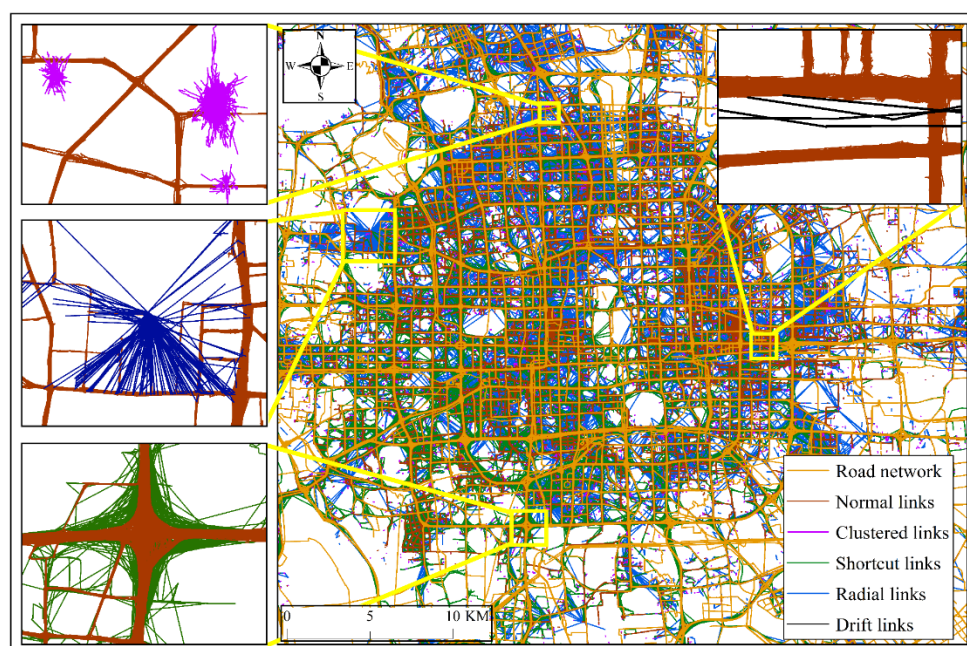 N
W E
S
Road network
Normal links
Clustered links
Shortcut links
Radial links
Drift links
0 5 10 KM